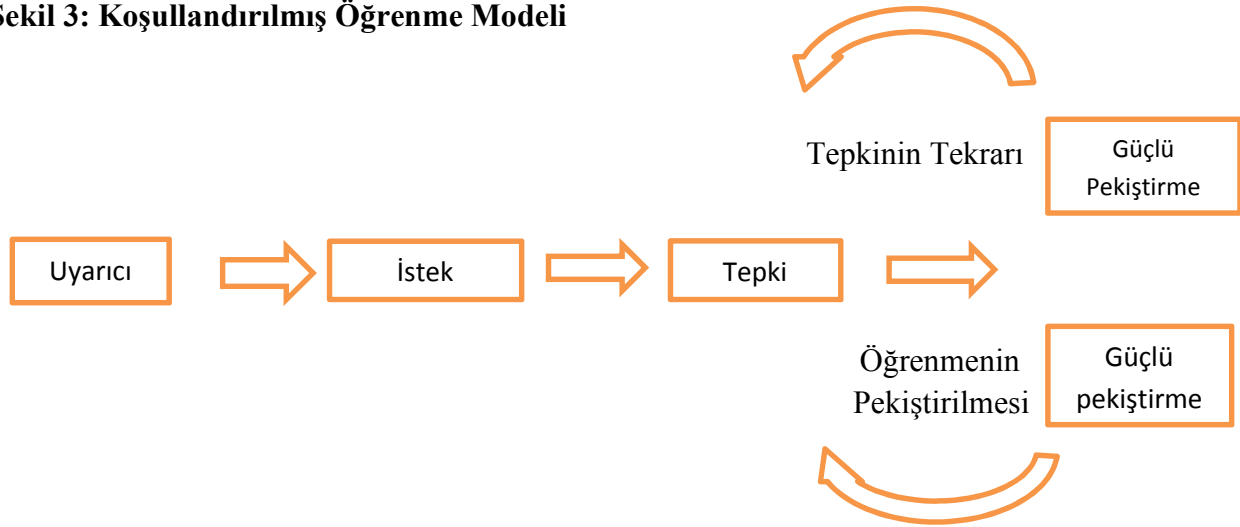 Şekil 3: Koşullandırılmış Öğrenme Modeli
Tepkinin Tekrarı
Güçlü
Pekiştirme
Uyarıcı
İstek
Tepki
Öğrenmenin
Pekiştirilmesi
Güçlü
pekiştirme